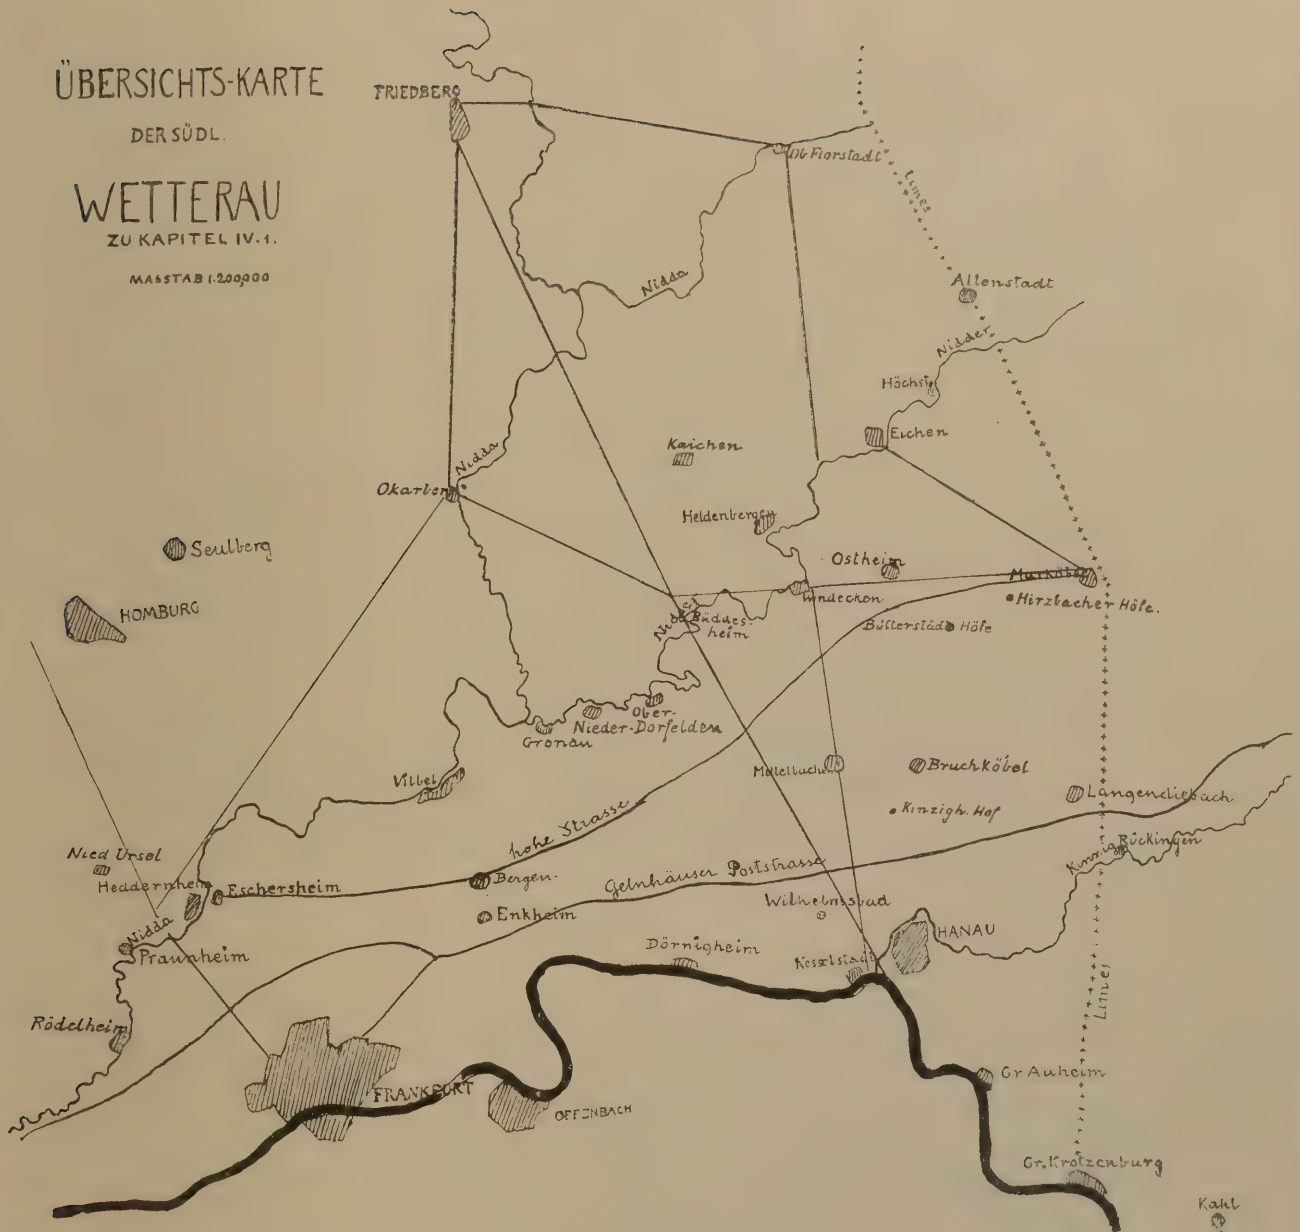 ÜBERSICHTS-KARTE
DER SÜDL.
WETTERAU
ZU KAPITEL IV.1.
MASSTAB 1:200,000
FRIEDBERG
Ob Florstadt
Limes
Nidda
Altenstadt
Nidder
Höchst
Eichen
Kaichen
Nidda
Okarben
Heldenbergen
Seulberg
Ostheim
Marköbel
Windecken
Hirzbacher Höfe.
HOMBURG
Büddes-
heim
Büllerstäd Höfe
Ober-
Nieder-Dorfelden
Gronau
Vilbel
Mittelbuchen
Bruchköbel
Langendiebach
Kinzigh. Hof
hohe Strasse
Nied Ursel
Kinzig
Rückingen
Heddernheim
Eschersheim
Bergen-
Gelnhäuser Poststrasse
Enkheim
Wilhelmsbad
Nidda
Praunheim
HANAU
Dörnigheim
Kesselstadt
Limes
Rödelheim
Gr Auheim
FRANKFURT
OFFENBACH
Gr. Krotzenburg
Kahl